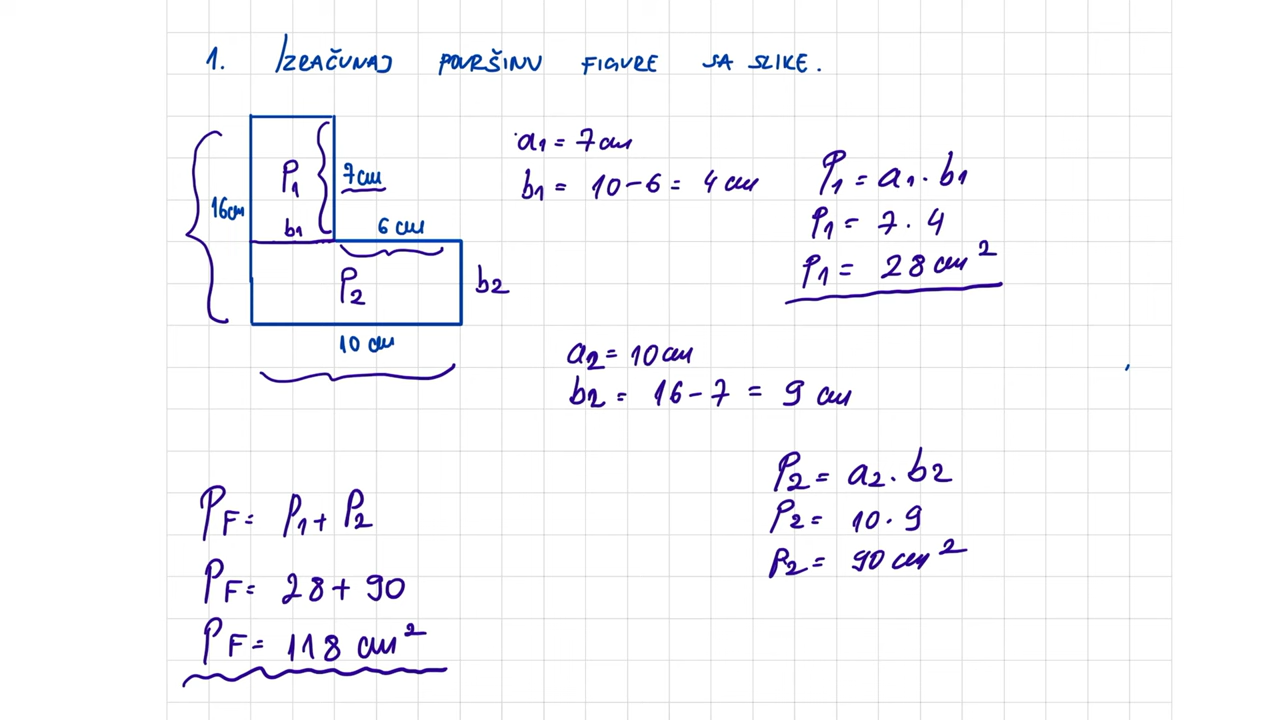 1. IZRAČUNAJ POVRŠINU FIGURE SA SLIKE.
P1
7cm
16cm
b1
6 cm
P2
b2
10 cm
a1 = 7cm
b1 = 10-6 = 4 cm
P1 = a1 · b1
P1 = 7 · 4
P1 = 28 cm²
a2 = 10cm
b2 = 16-7 = 9 cm
P2 = a2 · b2
P2 = 10 · 9
P2 = 90 cm²
PF = P1 + P2
PF = 28 + 90
PF = 118 cm²